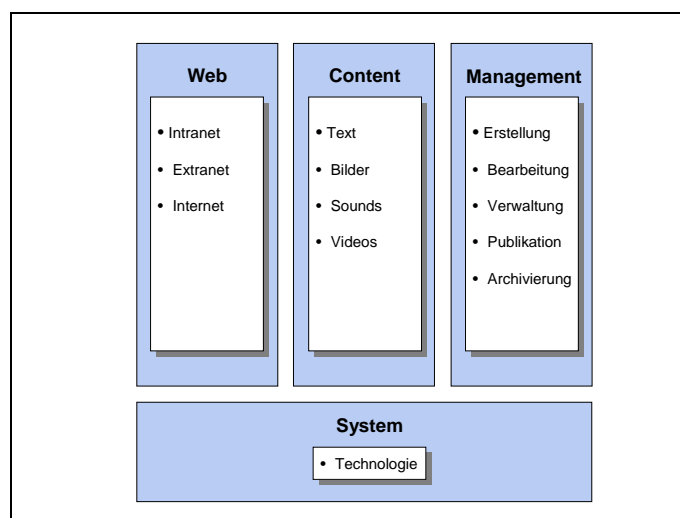 Web
• Intranet
• Extranet
• Internet
Content
• Text
• Bilder
• Sounds
• Videos
Management
• Erstellung
• Bearbeitung
• Verwaltung
• Publikation
• Archivierung
System
• Technologie